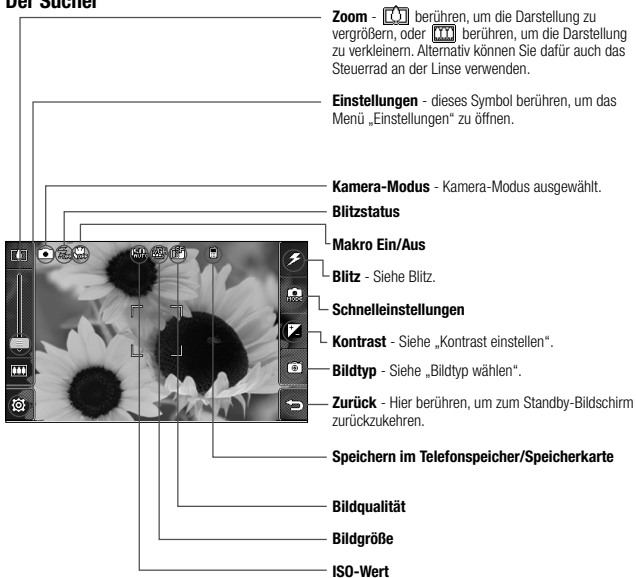 Der Sucher
Zoom - berühren, um die Darstellung zu
vergrößern, oder berühren, um die Darstellung
zu verkleinern. Alternativ können Sie dafür auch das
Steuerrad an der Linse verwenden.
Einstellungen - dieses Symbol berühren, um das
Menü „Einstellungen“ zu öffnen.
Kamera-Modus - Kamera-Modus ausgewählt.
Blitzstatus
Makro Ein/Aus
Blitz - Siehe Blitz.
Schnelleinstellungen
Kontrast - Siehe „Kontrast einstellen“.
Bildtyp - Siehe „Bildtyp wählen“.
Zurück - Hier berühren, um zum Standby-Bildschirm
zurückzukehren.
Speichern im Telefonspeicher/Speicherkarte
Bildqualität
Bildgröße
ISO-Wert
ISO
AUTO
MODE